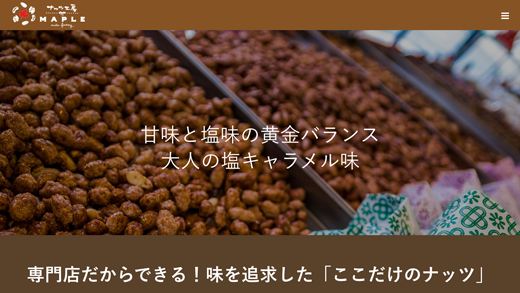 ナッツ工房
MAPLE
甘味と塩味の黄金バランス
大人の塩キャラメル味
専門店だからできる！味を追求した「ここだけのナッツ」